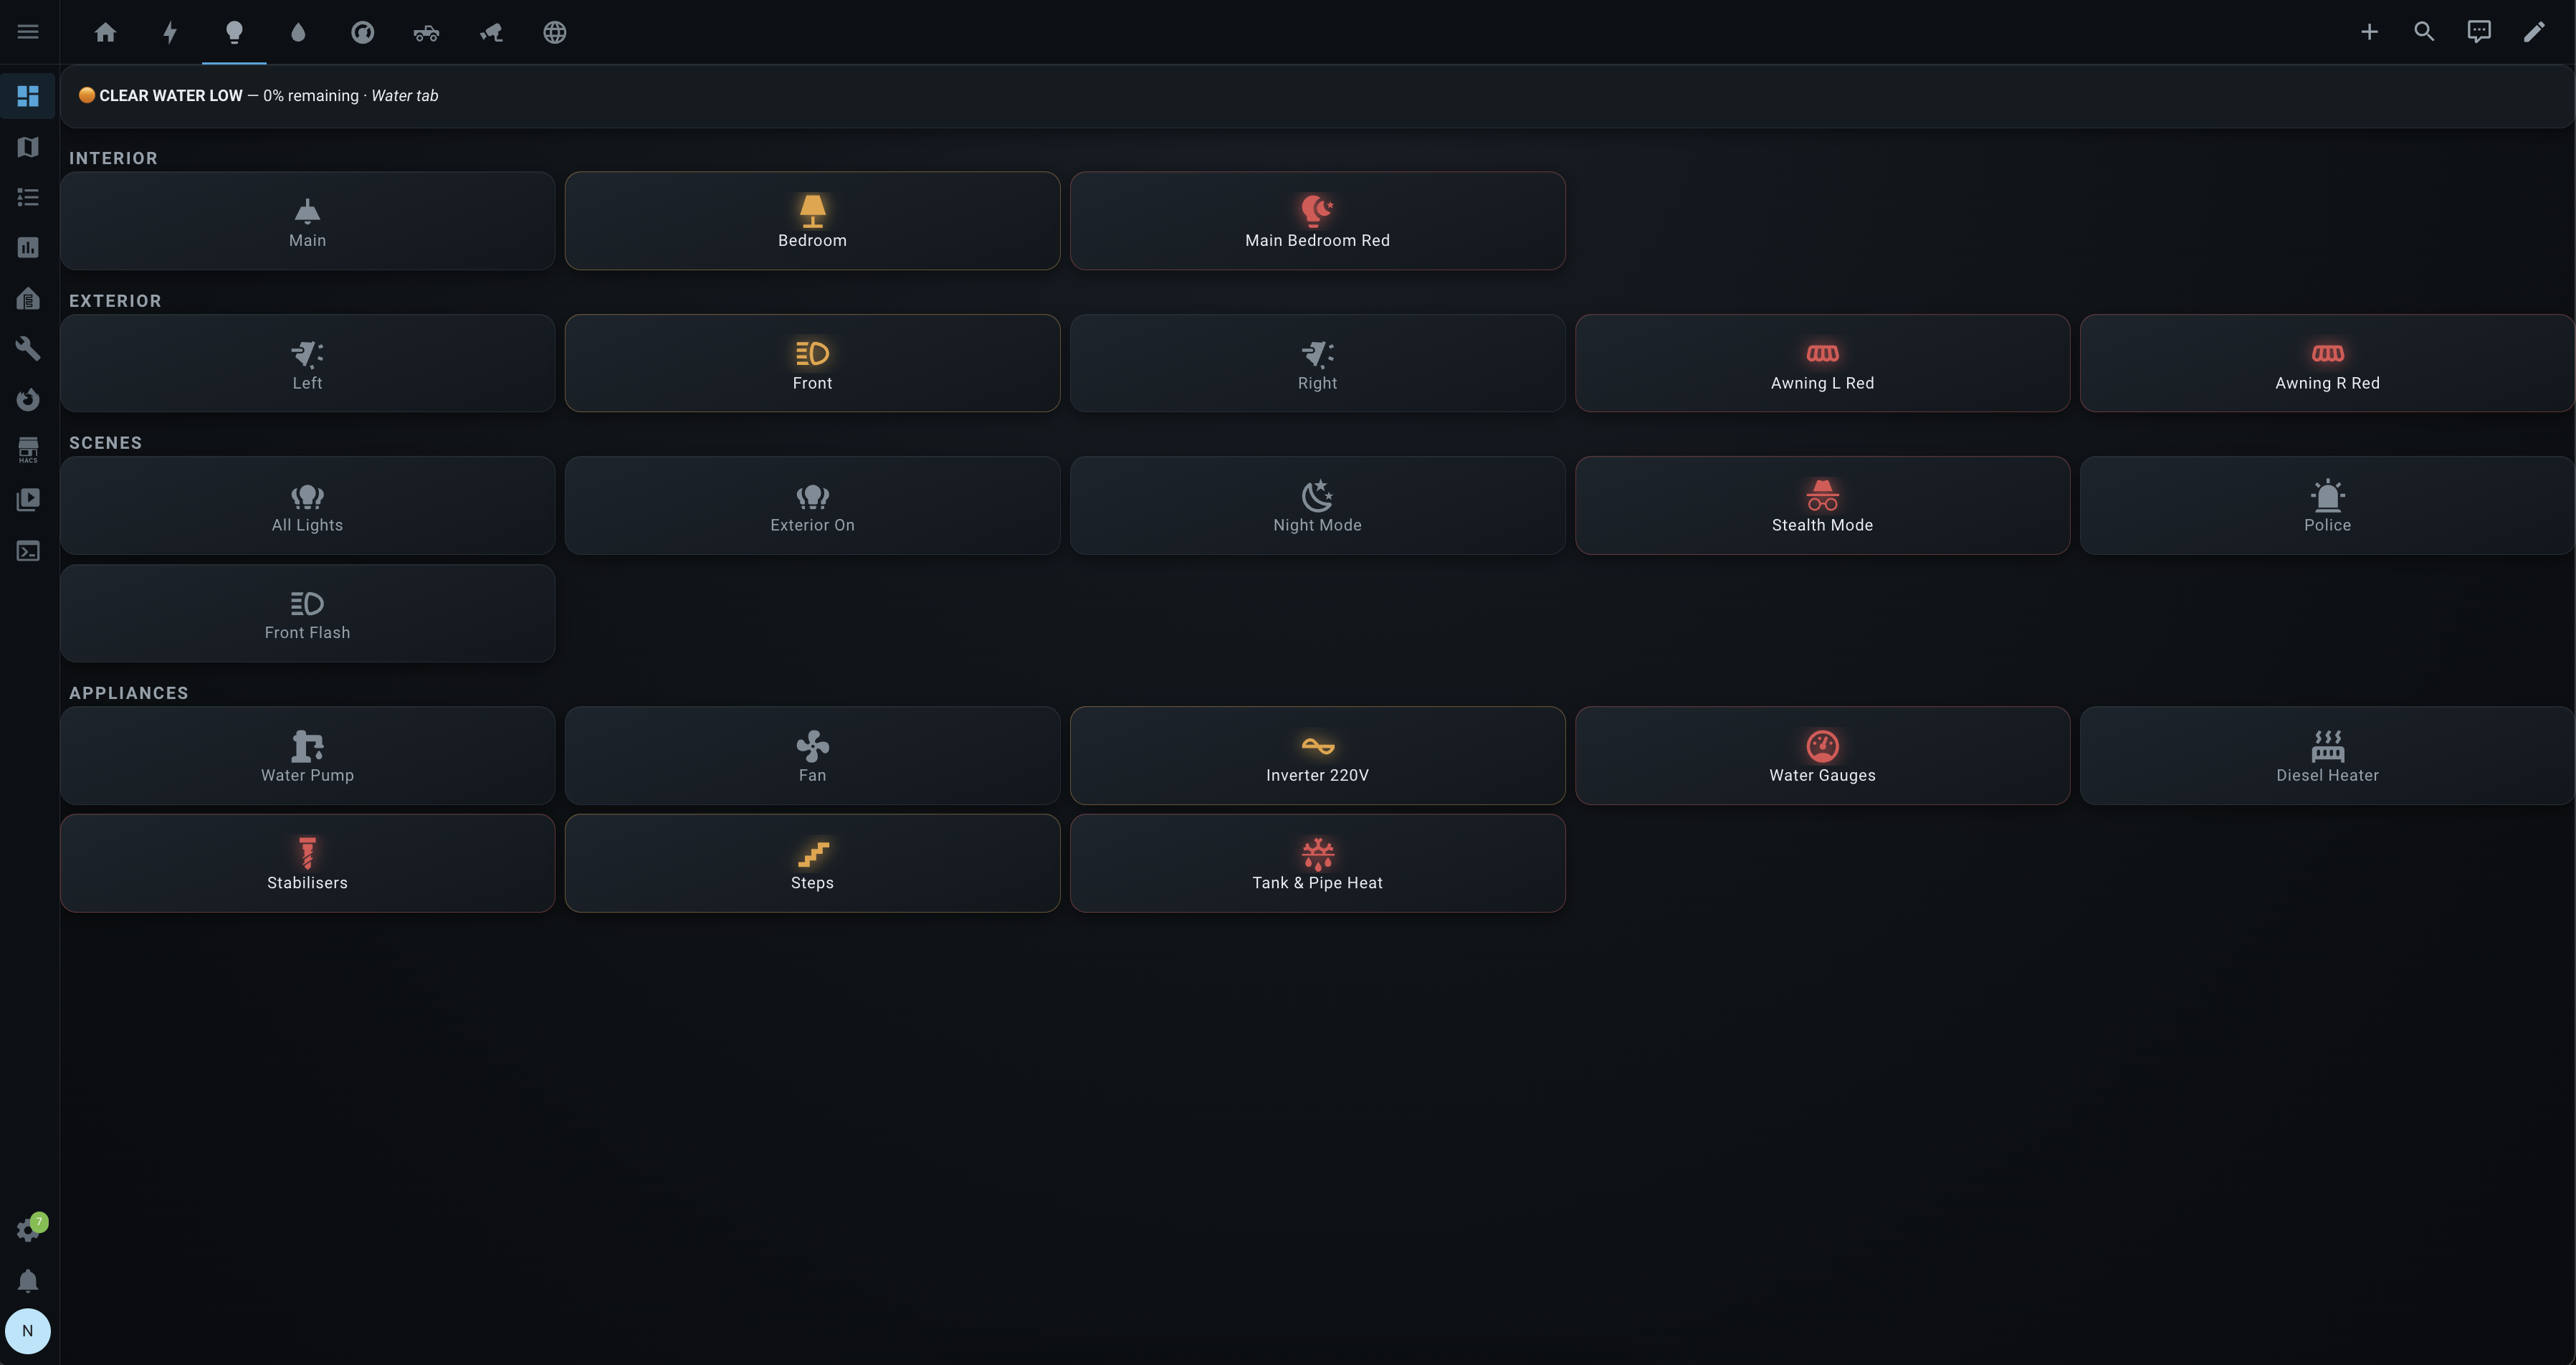 CLEAR WATER LOW — 0% remaining · Water tab
INTERIOR
Main
Bedroom
Main Bedroom Red
EXTERIOR
Left
Front
Right
Awning L Red
Awning R Red
SCENES
All Lights
Exterior On
Night Mode
Stealth Mode
Police
Front Flash
APPLIANCES
Water Pump
Fan
Inverter 220V
Water Gauges
Diesel Heater
Stabilisers
Steps
Tank & Pipe Heat
HACS
7
N